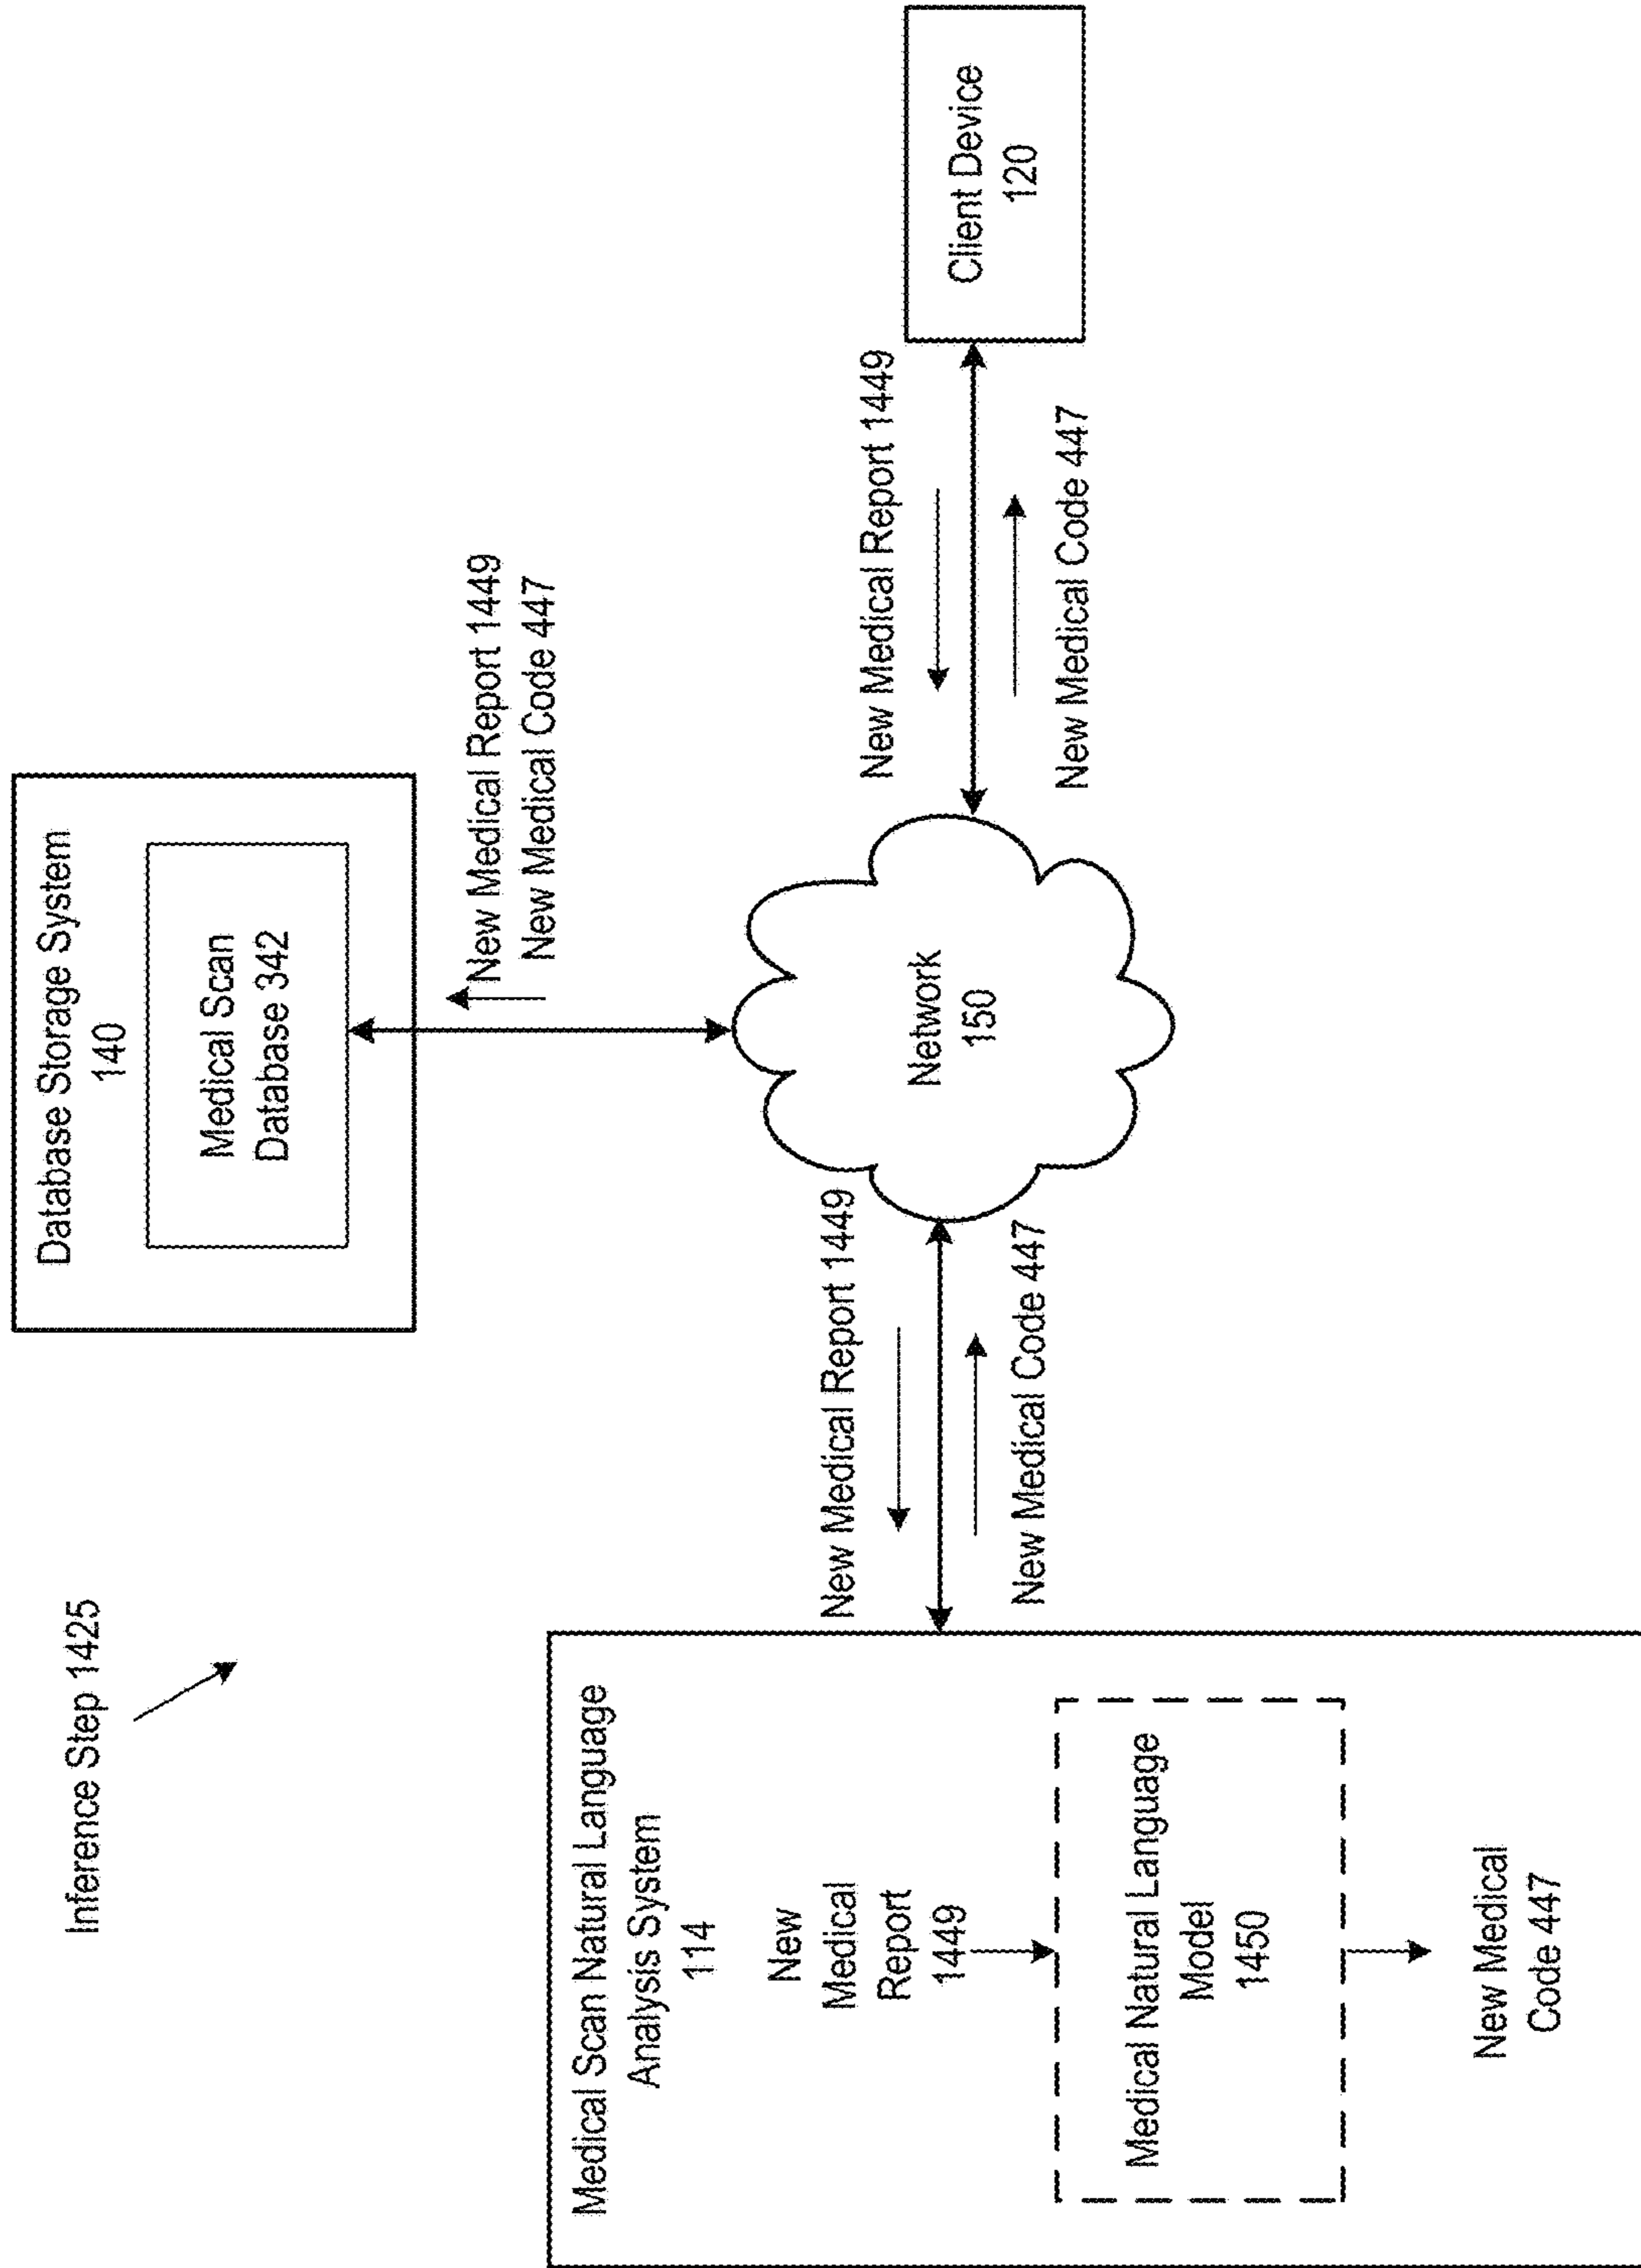 Inference Step 1425
Database Storage System
140
Medical Scan
Database 342
New Medical Report 1449
New Medical Code 447
Medical Scan Natural Language
Analysis System
114
New
Medical
Report
1449
Medical Natural Language
Model
1450
New Medical
Code 447
New Medical Report 1449
New Medical Code 447
Network
150
New Medical Report 1449
New Medical Code 447
Client Device
120